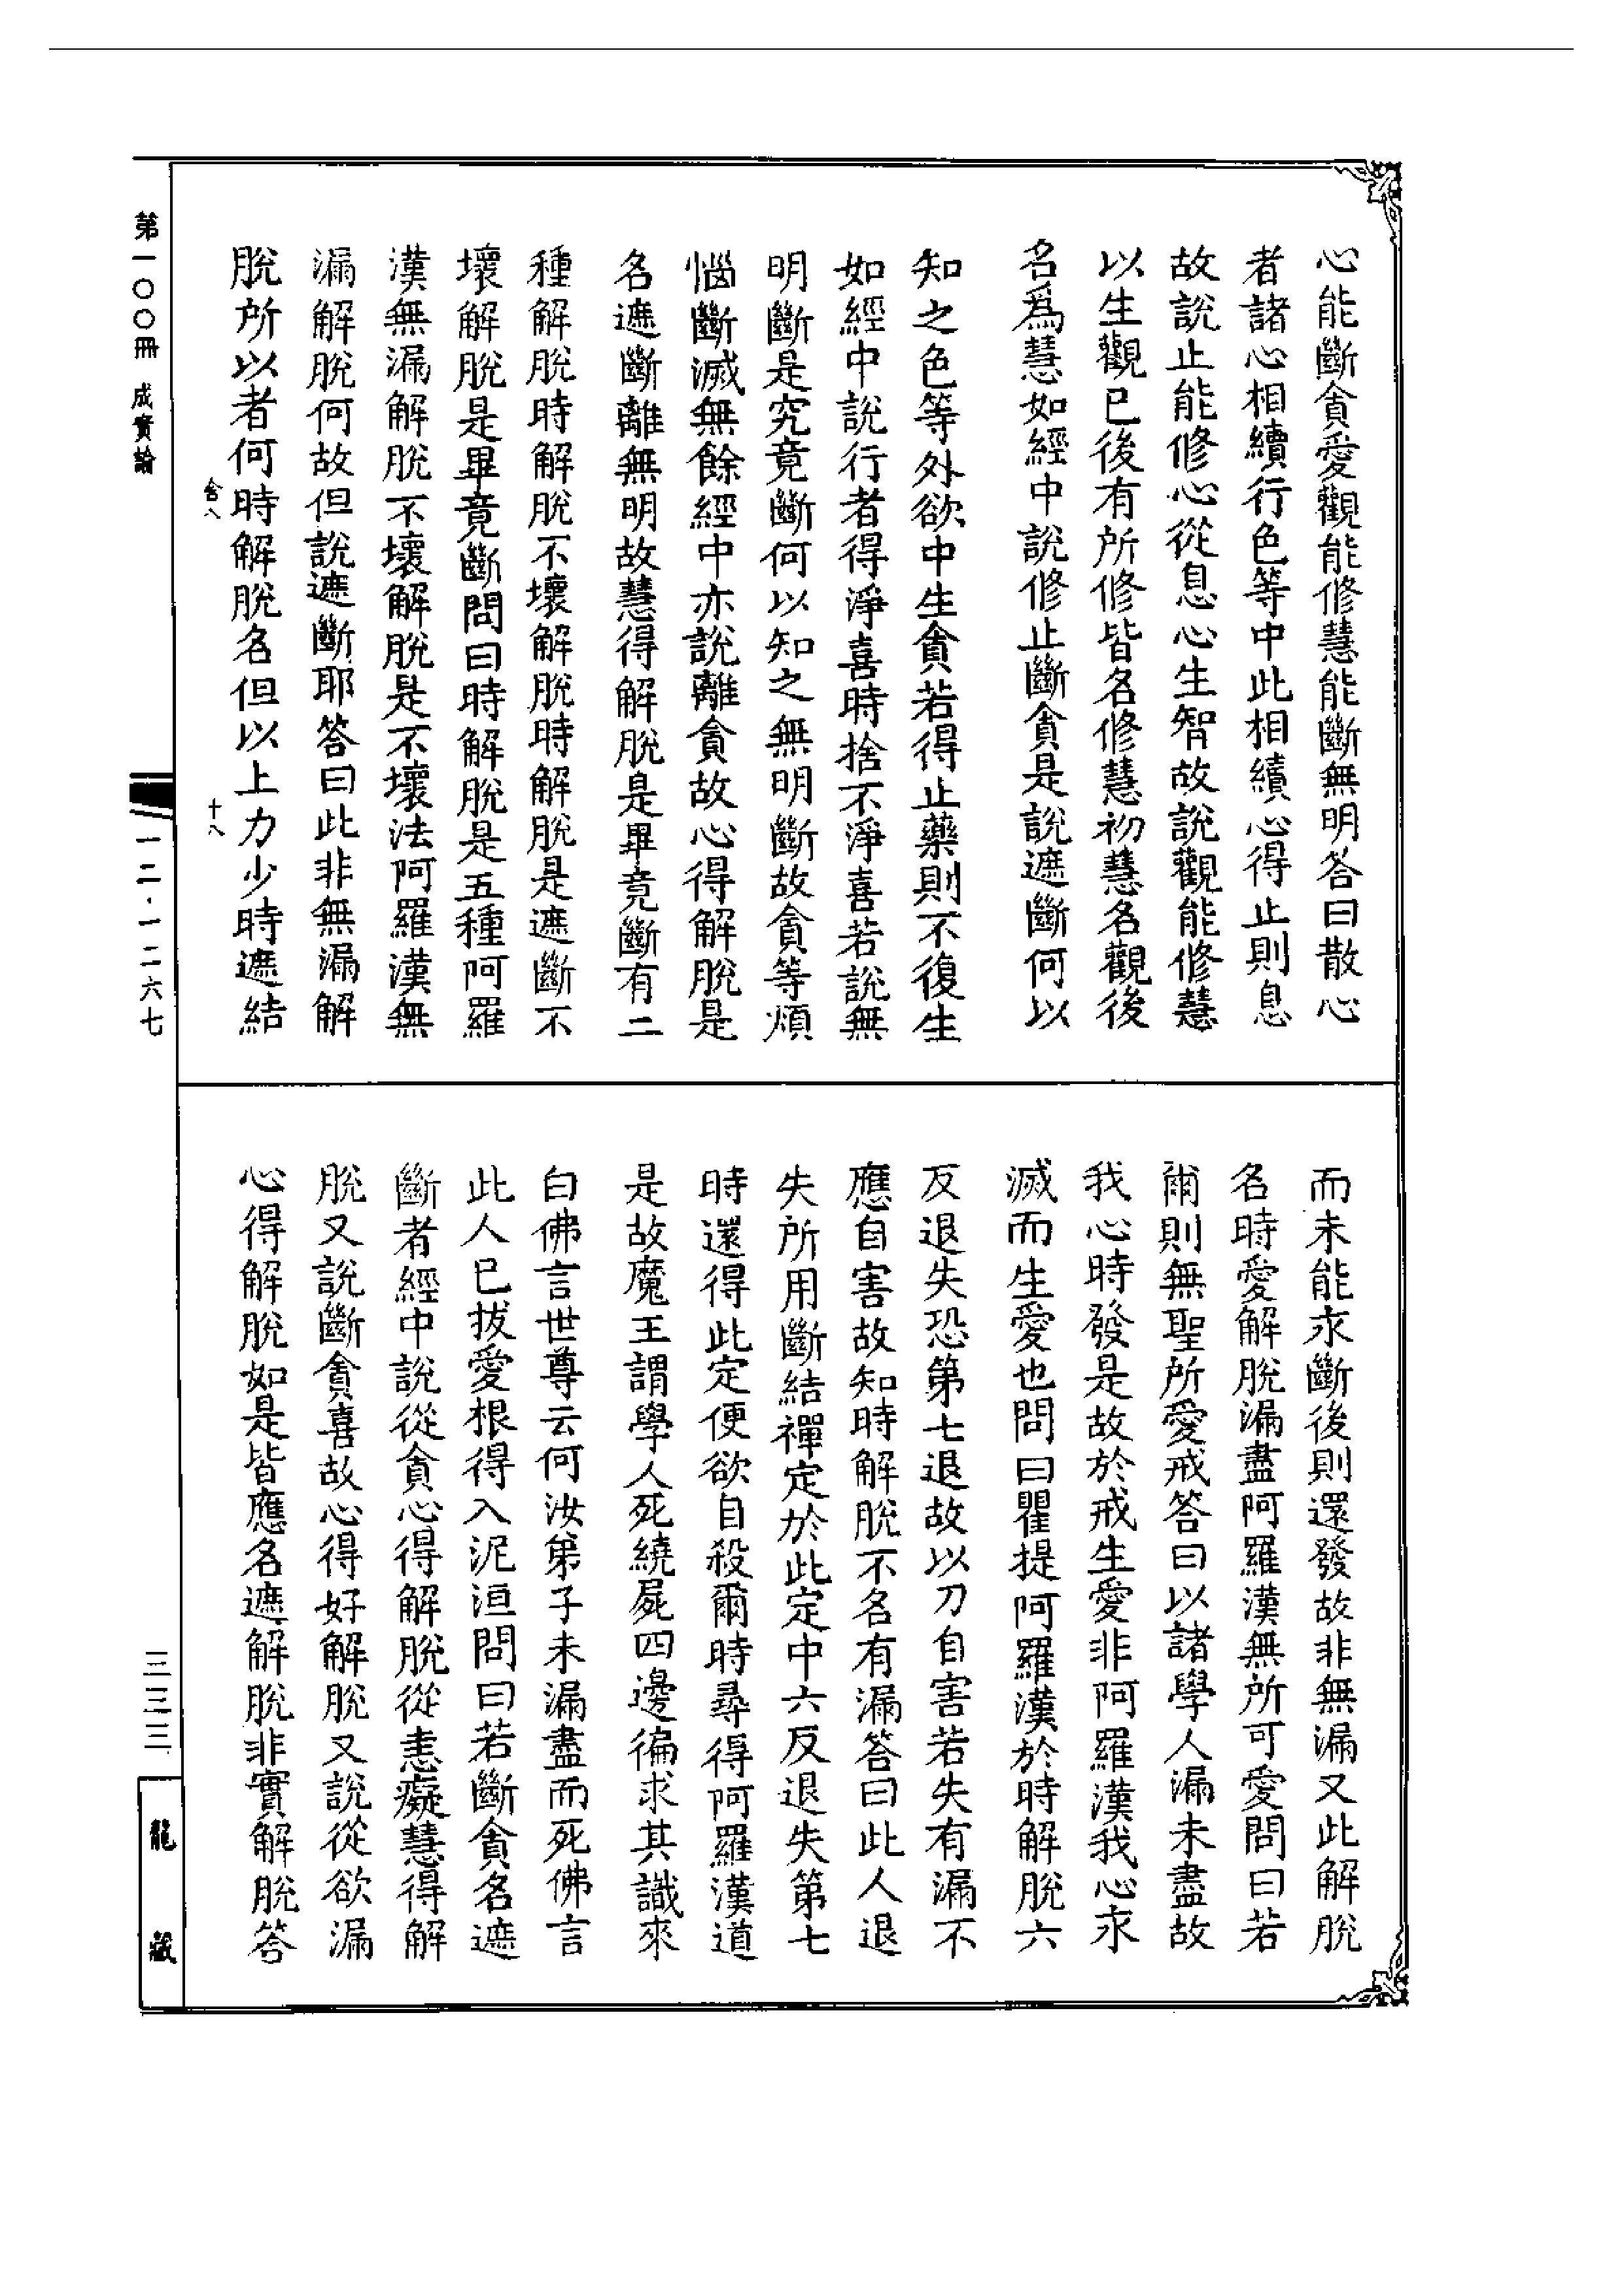 心能斷貪愛觀能修慧能斷無明答曰散心
者諸心相續行色等中此相續心得止則息
故說止能修心從息心生智故說觀能修慧
以生觀已後有所修皆名修慧初慧名觀後
名爲慧如經中說修止斷貪是說遮斷何以
知之色等外欲中生貪若得止藥則不復生
如經中說行者得淨喜時捨不淨喜若說無
明斷是究竟斷何以知之無明斷故貪等煩
惱斷滅無餘經中亦說離貪故心得解脫是
名遮斷離無明故慧得解脫是畢竟斷有二
種解脫時解脫不壞解脫時解脫是遮斷不
壞解脫是畢竟斷問曰時解脫是五種阿羅
漢無漏解脫不壞解脫是不壞法阿羅漢無
漏解脫何故但說遮斷耶答曰此非無漏解
脫所以者何時解脫名但以上力少時遮結
而未能永斷後則還發故非無漏又此解脫
名時愛解脫漏盡阿羅漢無所可愛問曰若
爾則無聖所愛戒答曰以諸學人漏未盡故
我心時發是故於戒生愛非阿羅漢我心永
滅而生愛也問曰瞿提阿羅漢於時解脫六
反退失恐第七退故以刀自害若失有漏不
應自害故知時解脫不名有漏答曰此人退
失所用斷結禪定於此定中六反退失第七
時還得此定便欲自殺爾時尋得阿羅漢道
是故魔王謂學人死繞屍四邊徧求其識來
白佛言世尊云何汝弟子未漏盡而死佛言
此人已拔愛根得入泥洹問曰若斷貪名遮
斷者經中說從貪心得解脫從恚癡慧得解
脫又說斷貪喜故心得好解脫又說從欲漏
心得解脫如是皆應名遮解脫非實解脫答
舍八
十八
第一〇〇冊 成實論
一二·一二六七
三三三
龍藏